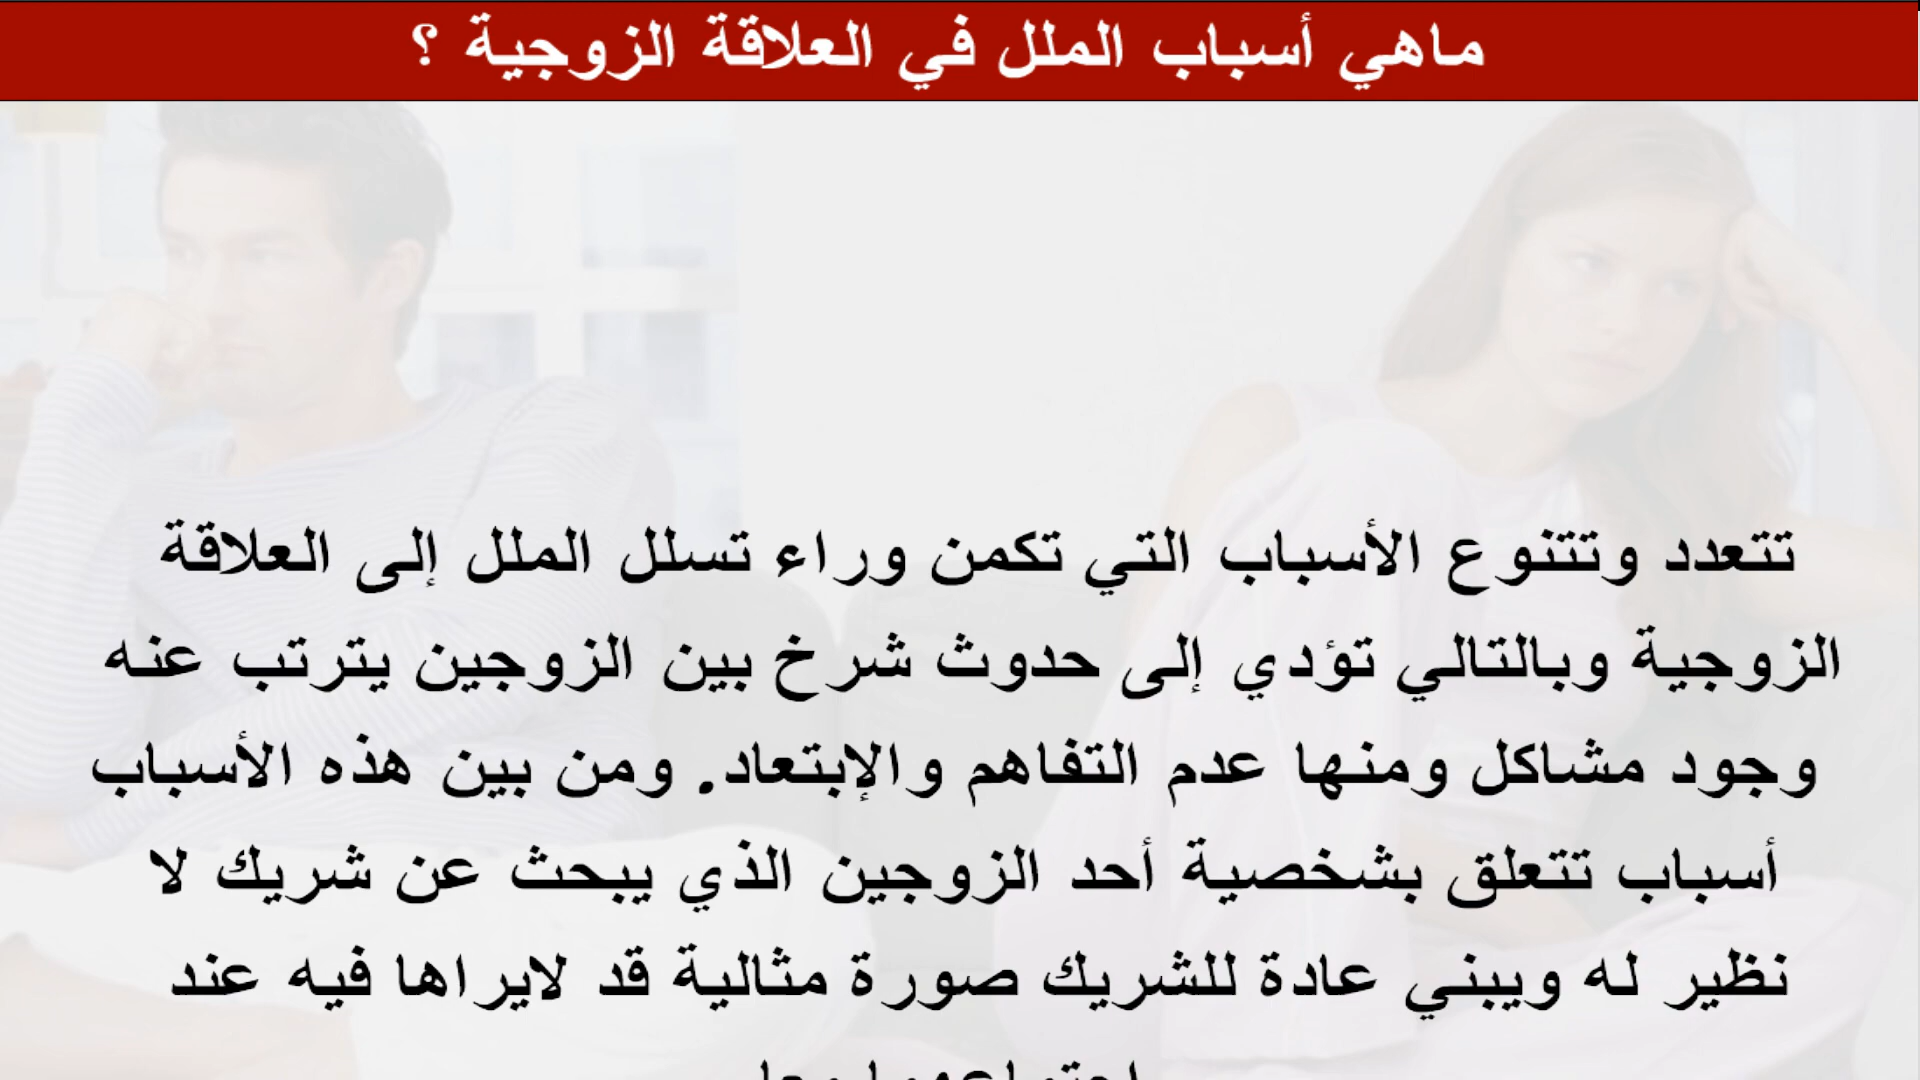 ماهي أسباب الملل في العلاقة الزوجية ؟
تتعدد وتتنوع الأسباب التي تكمن وراء تسلل الملل إلى العلاقة
الزوجية وبالتالي تؤدي إلى حدوث شرخ بين الزوجين يترتب عنه
وجود مشاكل ومنها عدم التفاهم والإبتعاد. ومن بين هذه الأسباب
أسباب تتعلق بشخصية أحد الزوجين الذي يبحث عن شريك لا
نظير له ويبني عادة للشريك صورة مثالية قد لايراها فيه عند